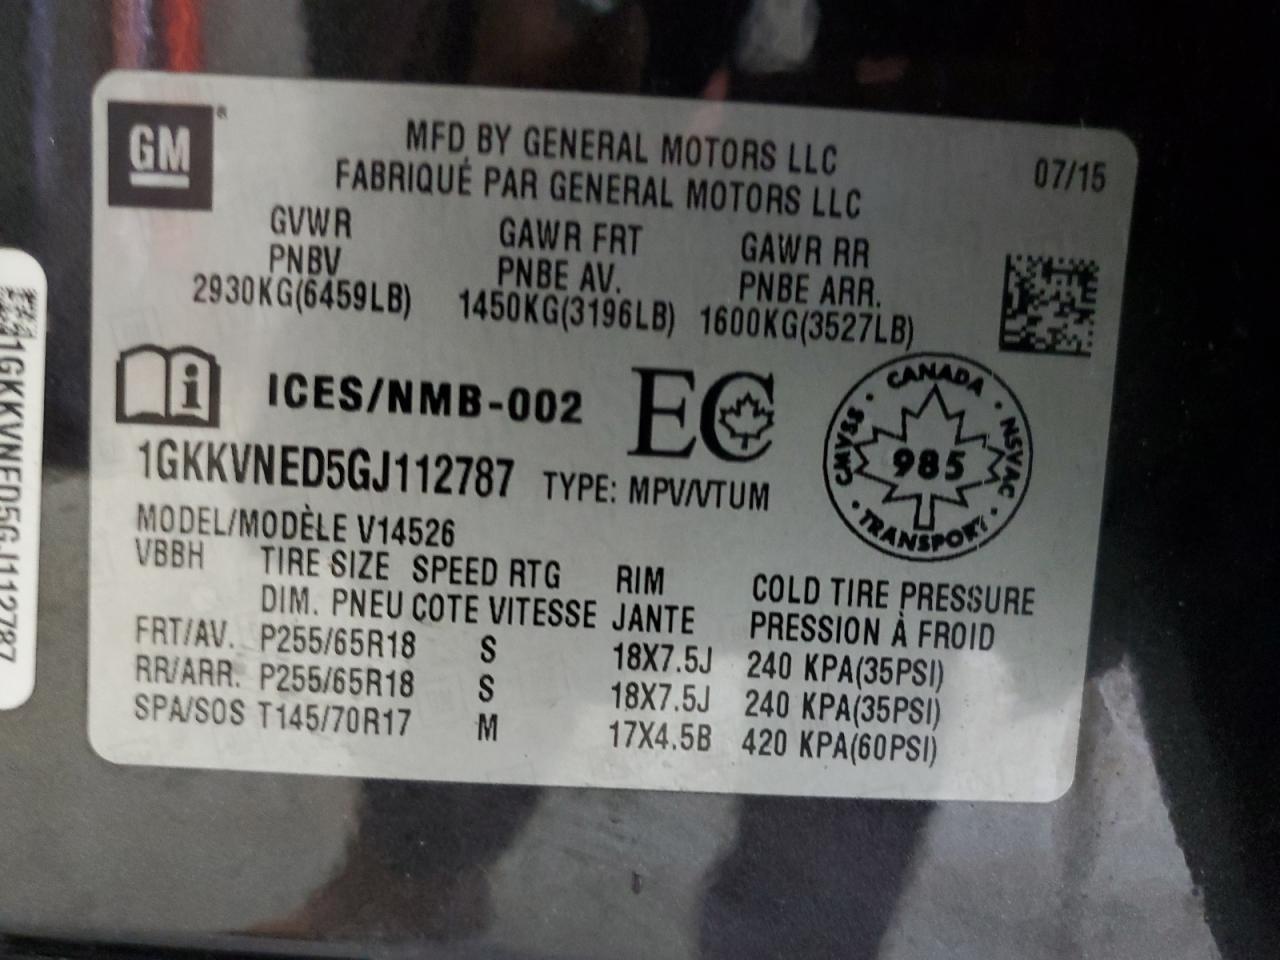 GM
MFD BY GENERAL MOTORS LLC
FABRIQUÉ PAR GENERAL MOTORS LLC
07/15
GVWR
PNBV
2930KG(6459LB)
GAWR FRT
PNBE AV.
1450KG(3196LB)
GAWR RR
PNBE ARR.
1600KG(3527LB)
ICES/NMB-002
EC
CANADA
CMVSS
NSVAC
985
TRANSPORT
1GKKVNED5GJ112787 TYPE: MPV/VTUM
MODEL/MODÈLE V14526
VBBH TIRE SIZE SPEED RTG RIM COLD TIRE PRESSURE
DIM. PNEU COTE VITESSE JANTE PRESSION À FROID
FRT/AV. P255/65R18 S 18X7.5J 240 KPA(35PSI)
RR/ARR. P255/65R18 S 18X7.5J 240 KPA(35PSI)
SPA/SOS T145/70R17 M 17X4.5B 420 KPA(60PSI)
1GKKVNED5GJ112787